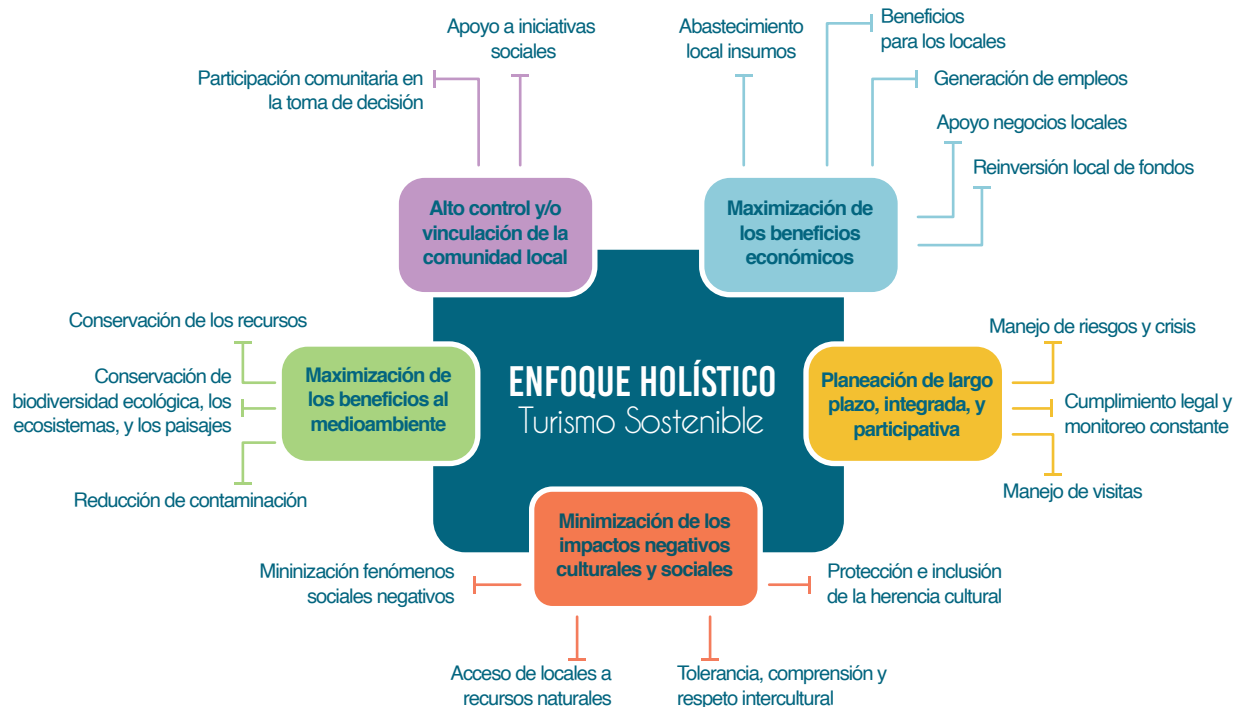 Apoyo a iniciativas
sociales
Participación comunitaria en
la toma de decisión
Abastecimiento
local insumos
Beneficios
para los locales
Generación de empleos
Apoyo negocios locales
Reinversión local de fondos
Alto control y/o
vinculación de la
comunidad local
Maximización de
los beneficios
económicos
Conservación de los recursos
Conservación de
biodiversidad ecológica, los
ecosistemas, y los paisajes
Reducción de contaminación
Maximización de
los beneficios al
medioambiente
ENFOQUE HOLÍSTICO
Turismo Sostenible
Planeación de largo
plazo, integrada, y
participativa
Manejo de riesgos y crisis
Cumplimiento legal y
monitoreo constante
Manejo de visitas
Minimización de los
impactos negativos
culturales y sociales
Mininización fenómenos
sociales negativos
Acceso de locales a
recursos naturales
Tolerancia, comprensión y
respeto intercultural
Protección e inclusión
de la herencia cultural